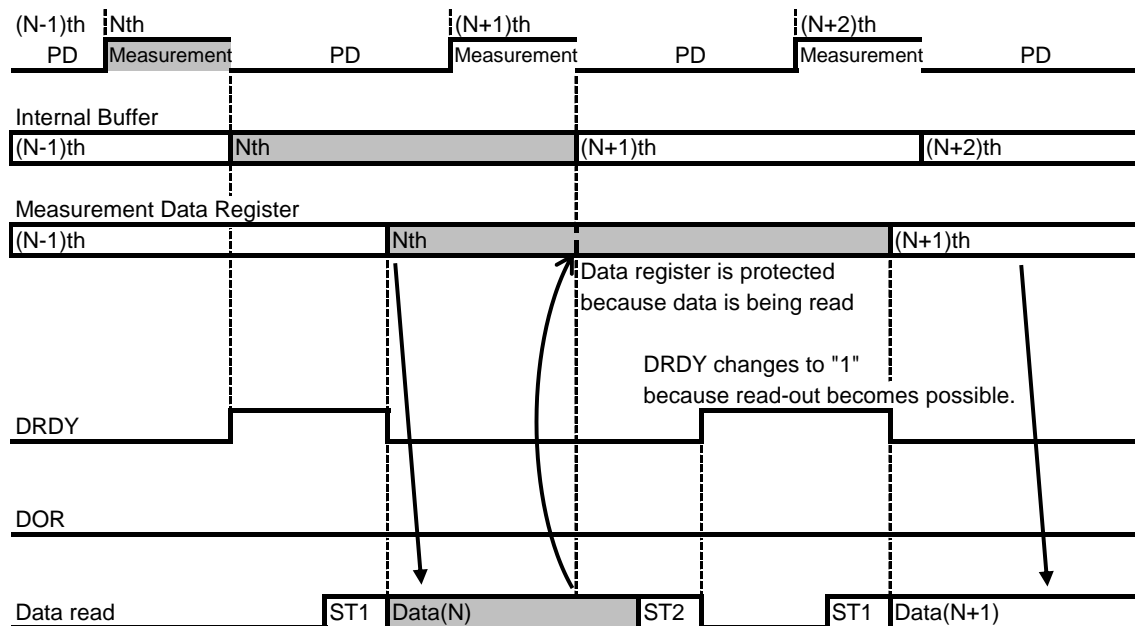 (N-1)th Nth (N+1)th (N+2)th
PD Measurement PD Measurement PD Measurement PD
Internal Buffer
(N-1)th Nth (N+1)th (N+2)th
Measurement Data Register
(N-1)th Nth (N+1)th
Data register is protected
because data is being read
DRDY changes to "1"
because read-out becomes possible.
DRDY
DOR
Data read ST1 Data(N) ST2 ST1 Data(N+1)